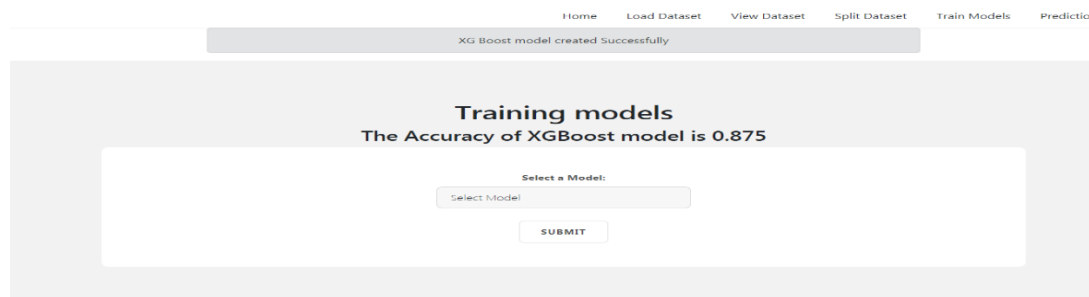 Home Load Dataset View Dataset Split Dataset Train Models Predictio
XG Boost model created Successfully
Training models
The Accuracy of XGBoost model is 0.875
Select a Model:
Select Model
SUBMIT